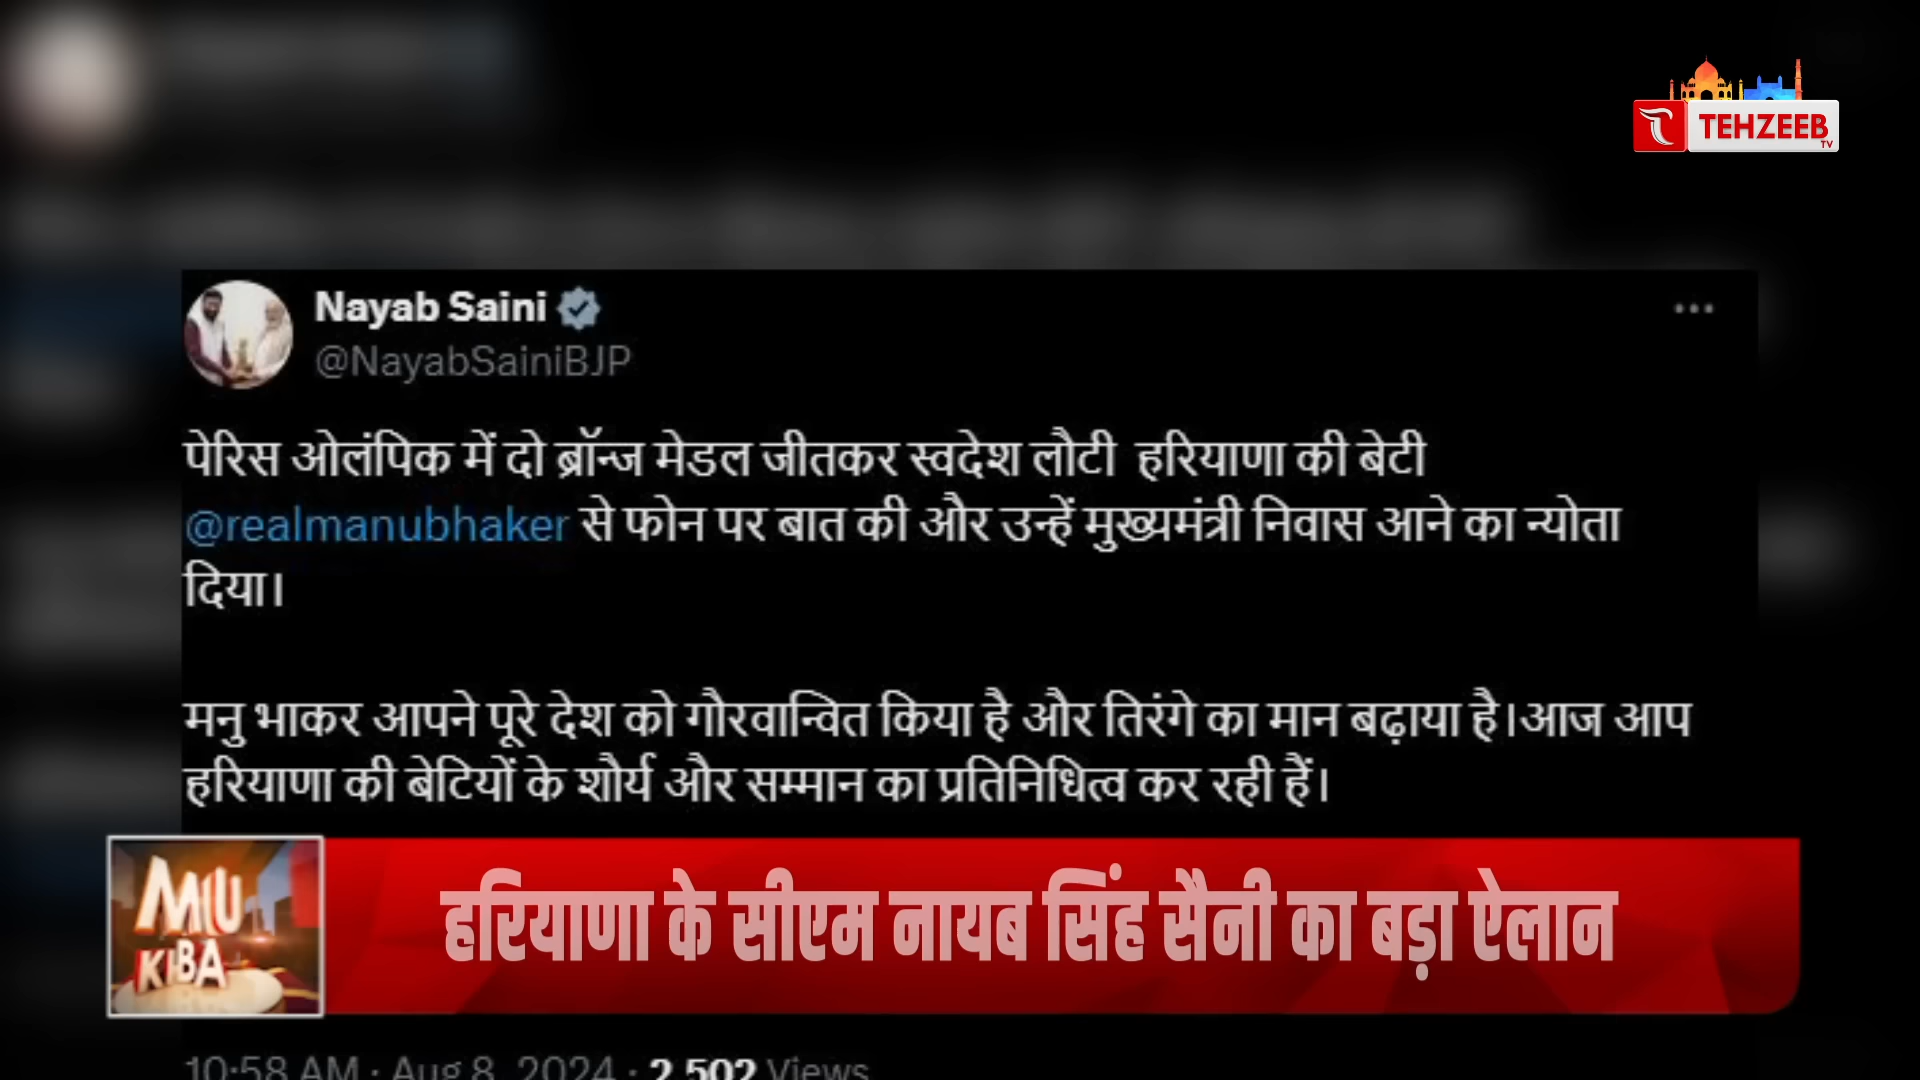 TEHZEEB
TV
Nayab Saini
@NayabSainiBJP
पेरिस ओलंपिक में दो ब्रॉन्ज मेडल जीतकर स्वदेश लौटी हरियाणा की बेटी
@realmanubhaker से फोन पर बात की और उन्हें मुख्यमंत्री निवास आने का न्योता
दिया।
मनु भाकर आपने पूरे देश को गौरवान्वित किया है और तिरंगे का मान बढ़ाया है।आज आप
हरियाणा की बेटियों के शौर्य और सम्मान का प्रतिनिधित्व कर रही हैं।
हरियाणा के सीएम नायब सिंह सैनी का बड़ा ऐलान
10:58 AM · Aug 8, 2024 · 2,502 Views